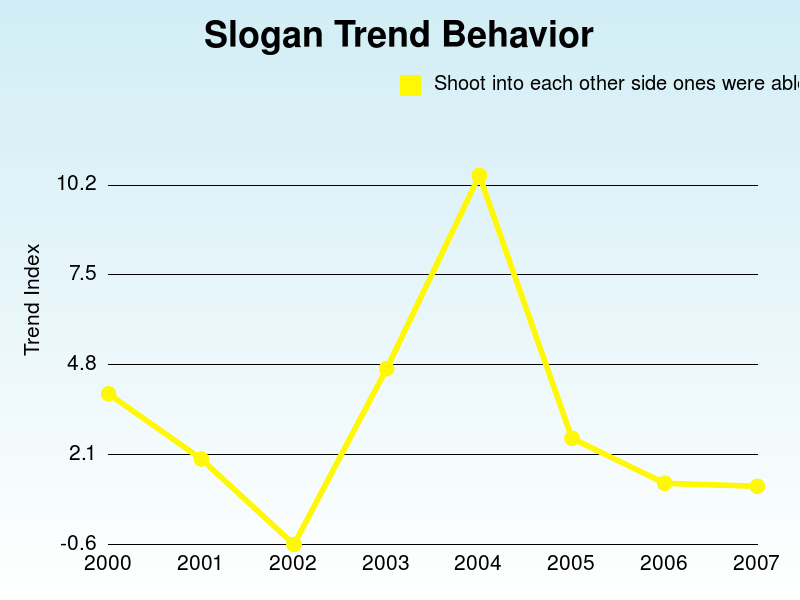 Slogan Trend Behavior
Shoot into each other side ones were
10.2
7.5
4.8
2.1
-0.6
Trend Index
2000 2001 2002 2003 2004 2005 2006 2007